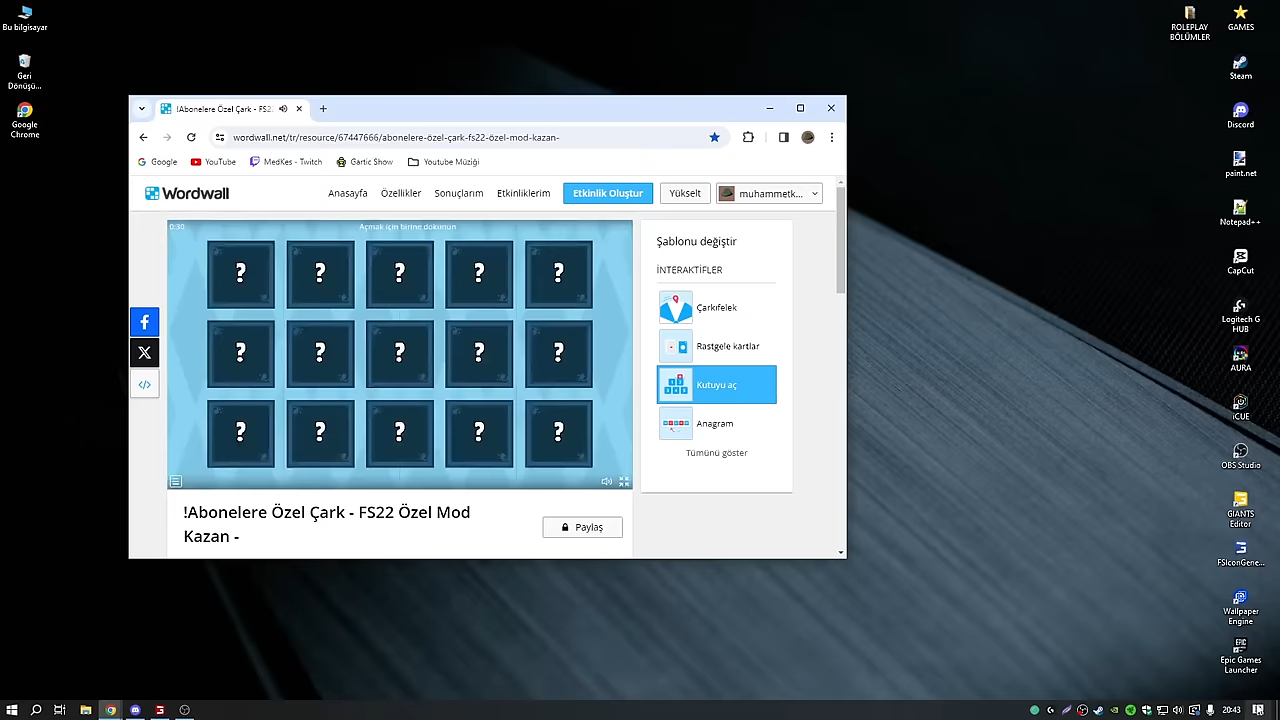 Bu bilgisayar
Geri
Dönüşü...
Google
Chrome
!Abonelere Özel Çark - FS22
wordwall.net/tr/resource/67447666/abonelere-özel-çark-fs22-özel-mod-kazan-
Google
YouTube
MedKes - Twitch
Gartic Show
Youtube Müziği
Wordwall
Anasayfa
Özellikler
Sonuçlarım
Etkinliklerim
Etkinlik Oluştur
Yükselt
muhammetk...
0:30
Açmak için birine dokunun
? ? ? ? ?
? ? ? ? ?
? ? ? ? ?
!Abonelere Özel Çark - FS22 Özel Mod
Kazan -
Paylaş
Şablonu değiştir
İNTERAKTİFLER
Çarkıfelek
Rastgele kartlar
Kutuyu aç
Anagram
Tümünü göster
ROLEPLAY
BÖLÜMLER
GAMES
Steam
Discord
paint.net
Notepad++
CapCut
Logitech G
HUB
AURA
iCUE
OBS Studio
GIANTS
Editor
FSIconGene...
Wallpaper
Engine
EPIC
Epic Games
Launcher
20:43